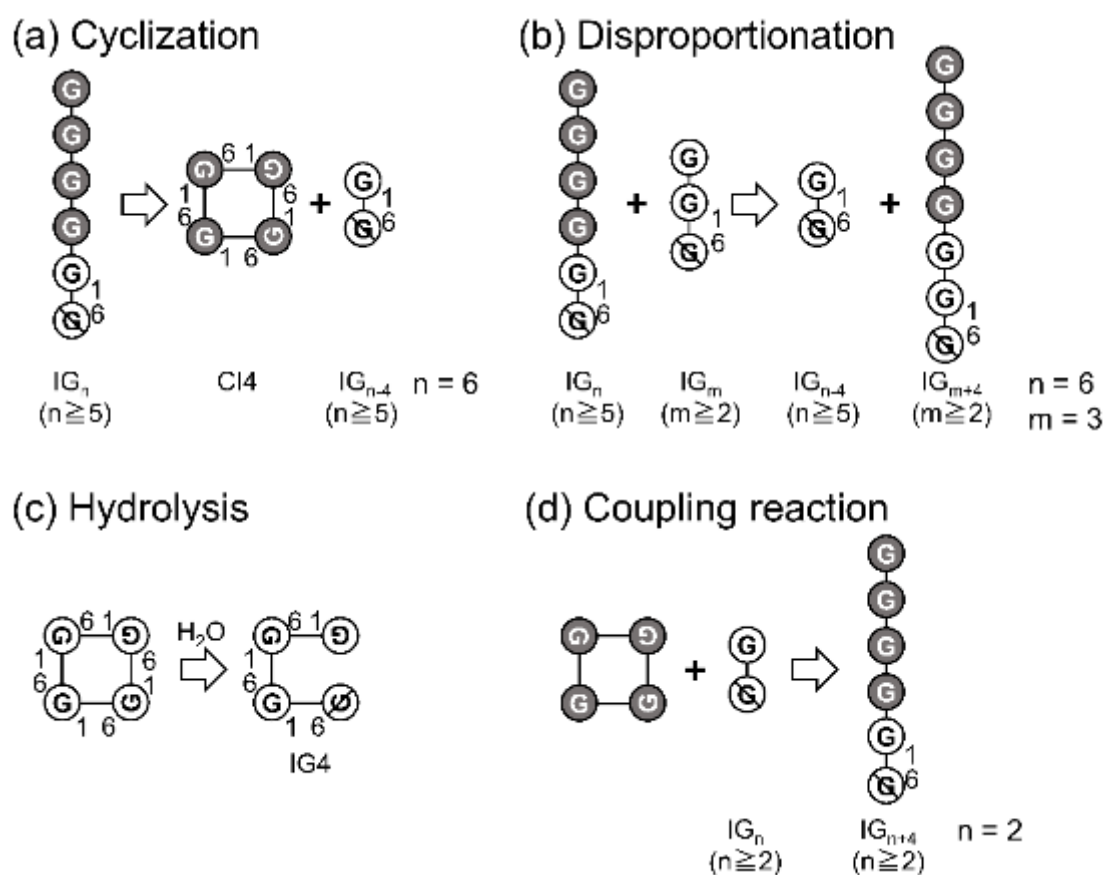 (a) Cyclization
G
G
G
G
G 1
G 6
G 6 1 G
1 6
6 1
G 1 6 G
+
G 1
G 6
IGₙ
(n≧5)
CI4
IGₙ₋₄
(n≧5)
n = 6
(b) Disproportionation
G
G
G
G
G 1
G 6
+
G
G 1
G 6
G 1
G 6
+
G
G
G
G
G
G 1
G 6
IGₙ
(n≧5)
IGₘ
(m≧2)
IGₙ₋₄
(n≧5)
IGₘ₊₄
(m≧2)
n = 6
m = 3
(c) Hydrolysis
G 6 1 G
1 6
6 1
G 1 6 G
H₂O
G 6 1 G
1
6
G 1 6 G
IG4
(d) Coupling reaction
G G
G G
+
G
G
G
G
G
G
G 1
G 6
IGₙ
(n≧2)
IGₙ₊₄
(n≧2)
n = 2